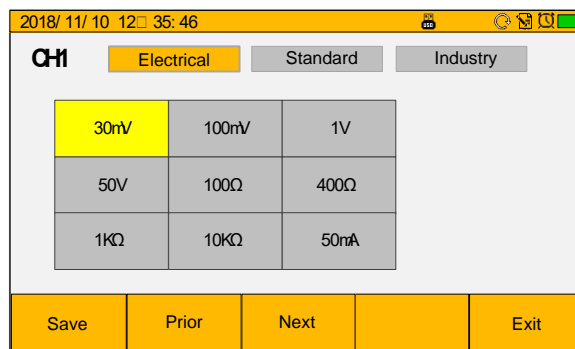 2018/ 11/ 10 12□ 35: 46
CH1 Electrical Standard Industry
30mV 100mV 1V
50V 100Ω 400Ω
1KΩ 10KΩ 50mA
Save Prior Next Exit